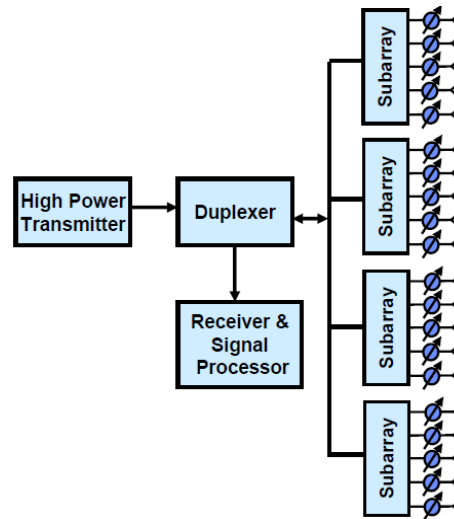 High Power
Transmitter
Duplexer
Receiver &
Signal
Processor
Subarray
Subarray
Subarray
Subarray